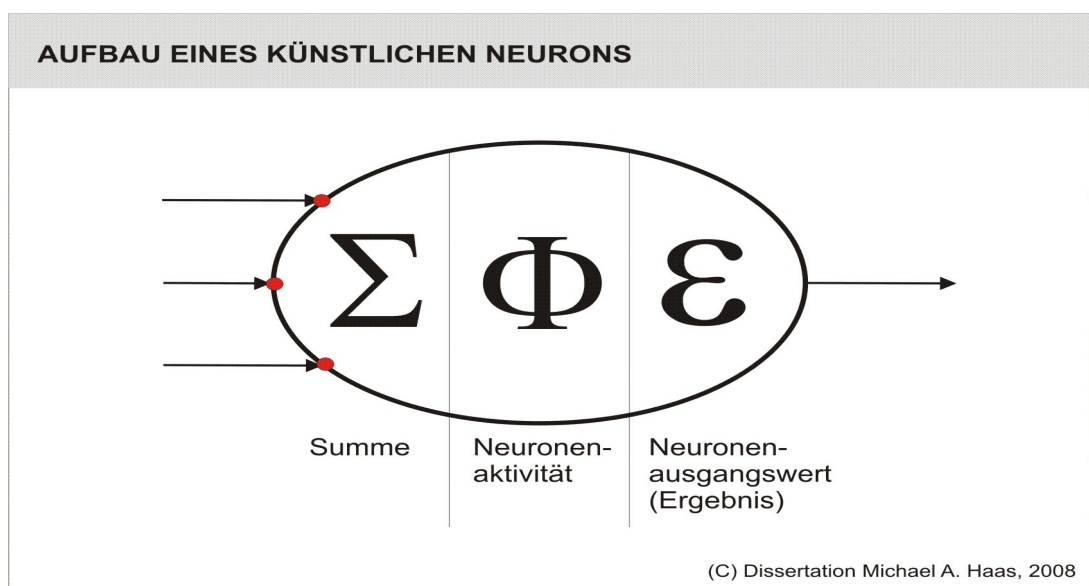 AUFBAU EINES KÜNSTLICHEN NEURONS
Σ Φ ε
Summe
Neuronen-
aktivität
Neuronen-
ausgangswert
(Ergebnis)
(C) Dissertation Michael A. Haas, 2008